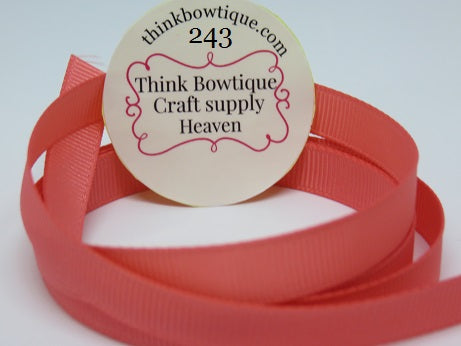 thinkbowtique.com
243
Think Bowtique
Craft supply
Heaven